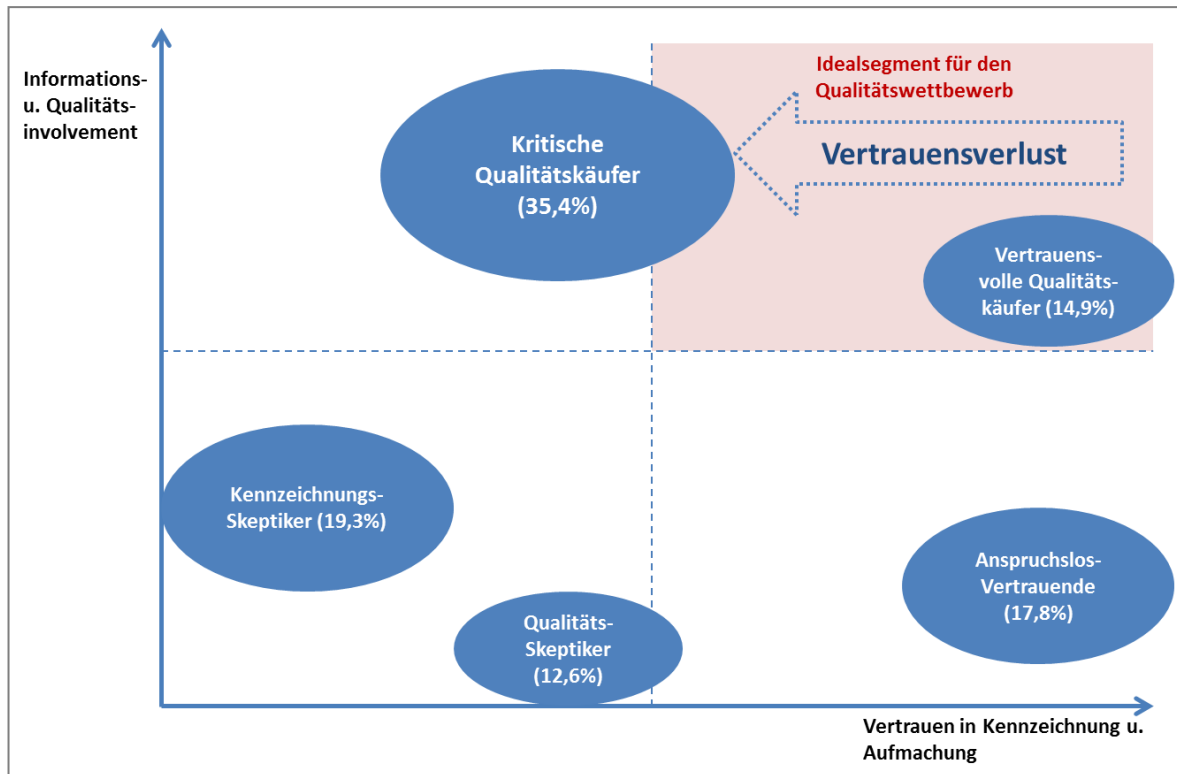 Informations-
u. Qualitäts-
involvement
Idealsegment für den
Qualitätswettbewerb
Kritische
Qualitätskäufer
(35,4%)
Vertrauensverlust
Vertrauens-
volle Qualitäts-
käufer (14,9%)
Kennzeichnungs-
Skeptiker (19,3%)
Qualitäts-
Skeptiker
(12,6%)
Anspruchslos-
Vertrauende
(17,8%)
Vertrauen in Kennzeichnung u.
Aufmachung